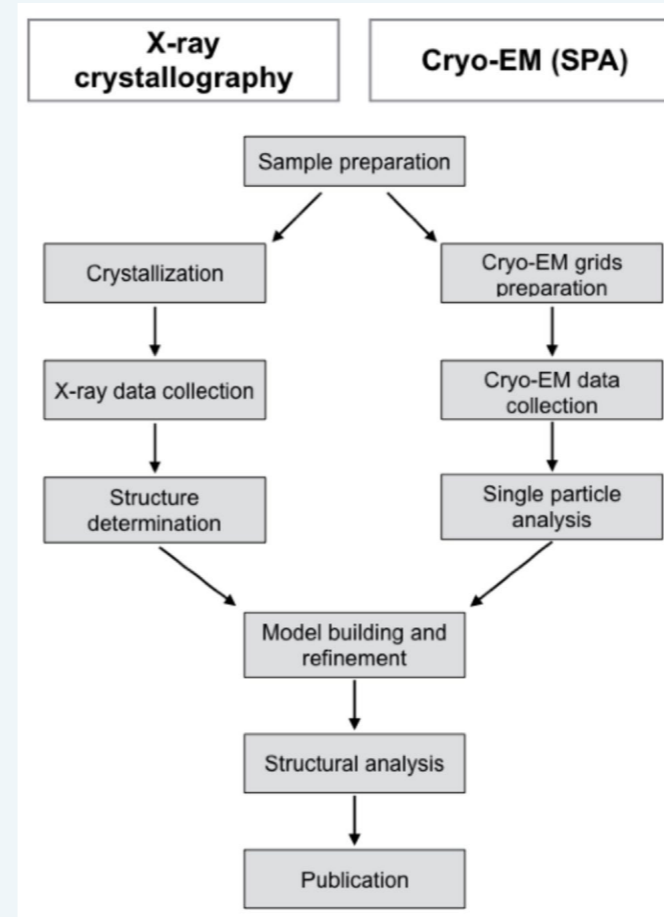 X-ray
crystallography
Cryo-EM (SPA)
Sample preparation
Crystallization
Cryo-EM grids
preparation
X-ray data collection
Cryo-EM data
collection
Structure
determination
Single particle
analysis
Model building and
refinement
Structural analysis
Publication